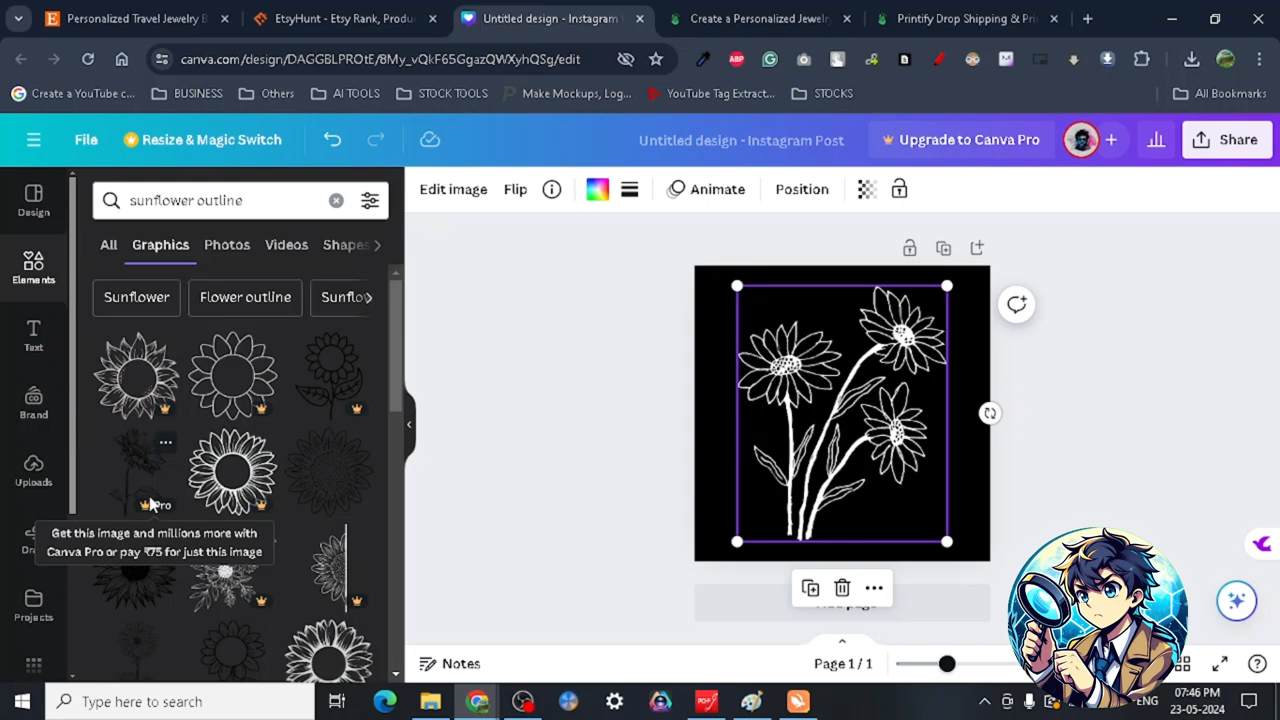 Personalized Travel Jewelry B
EtsyHunt - Etsy Rank, Produc
Untitled design - Instagram
Create a Personalized Jewelr
Printify Drop Shipping & Pri
canva.com/design/DAGGBLPROtE/8My_vQkF65GgazQWXyhQSg/edit
ABP
Create a YouTube c...
BUSINESS
Others
AI TOOLS
STOCK TOOLS
Make Mockups, Log...
YouTube Tag Extract...
STOCKS
All Bookmarks
File
Resize & Magic Switch
Untitled design - Instagram Post
Upgrade to Canva Pro
Share
Design
Elements
Text
Brand
Uploads
Projects
sunflower outline
All
Graphics
Photos
Videos
Shapes
Sunflower
Flower outline
Pro
Get this image and millions more with
Canva Pro or pay ₹75 for just this image
Edit image
Flip
Animate
Position
Notes
Page 1 / 1
Type here to search
ENG
07:46 PM
23-05-2024